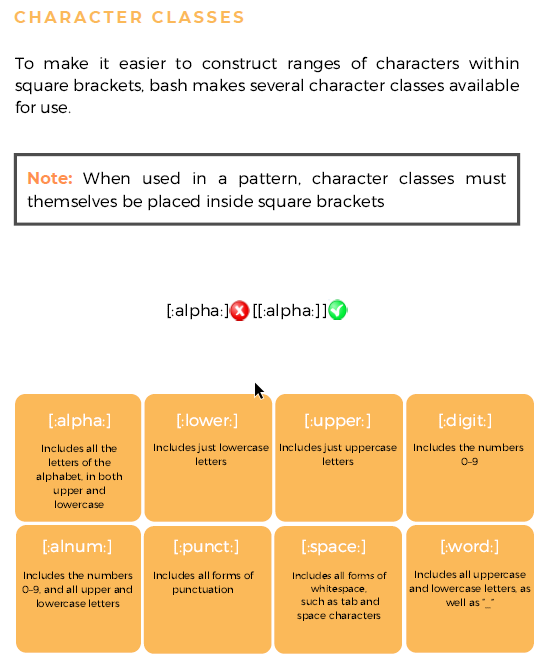 CHARACTER CLASSES
To make it easier to construct ranges of characters within
square brackets, bash makes several character classes available
for use.
Note: When used in a pattern, character classes must
themselves be placed inside square brackets
[:alpha:] [[:alpha:]]
[:alpha:]
Includes all the
letters of the
alphabet, in both
upper and
lowercase
[:lower:]
Includes just lowercase
letters
[:upper:]
Includes just uppercase
letters
[:digit:]
Includes the numbers
0-9
[:alnum:]
Includes the numbers
0-9, and all upper and
lowercase letters
[:punct:]
Includes all forms of
punctuation
[:space:]
Includes all forms of
whitespace,
such as tab and
space characters
[:word:]
Includes all uppercase
and lowercase letters, as
well as "_"